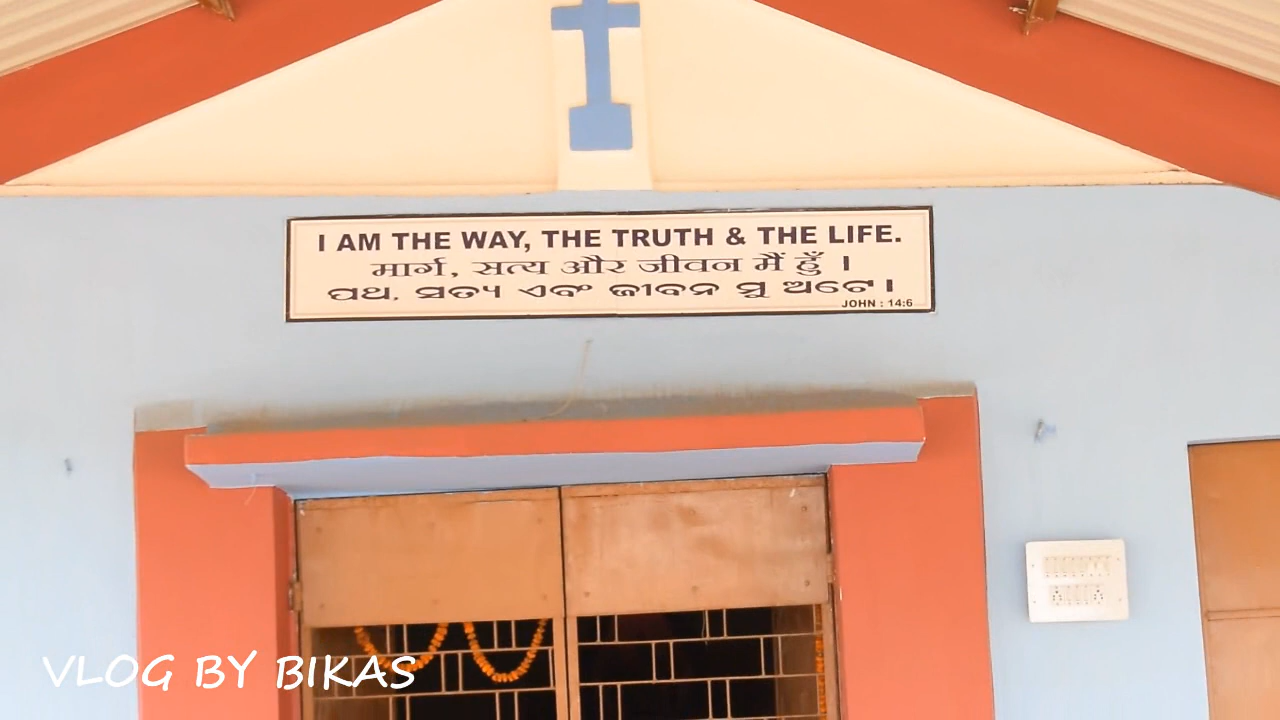 I AM THE WAY, THE TRUTH & THE LIFE.
मार्ग, सत्य और जीवन मैं हुँ ।
ପଥ, ସତ୍ୟ ଏବଂ ଜୀବନ ମୁ ଅଟେ ।
JOHN : 14:6
VLOG BY BIKAS